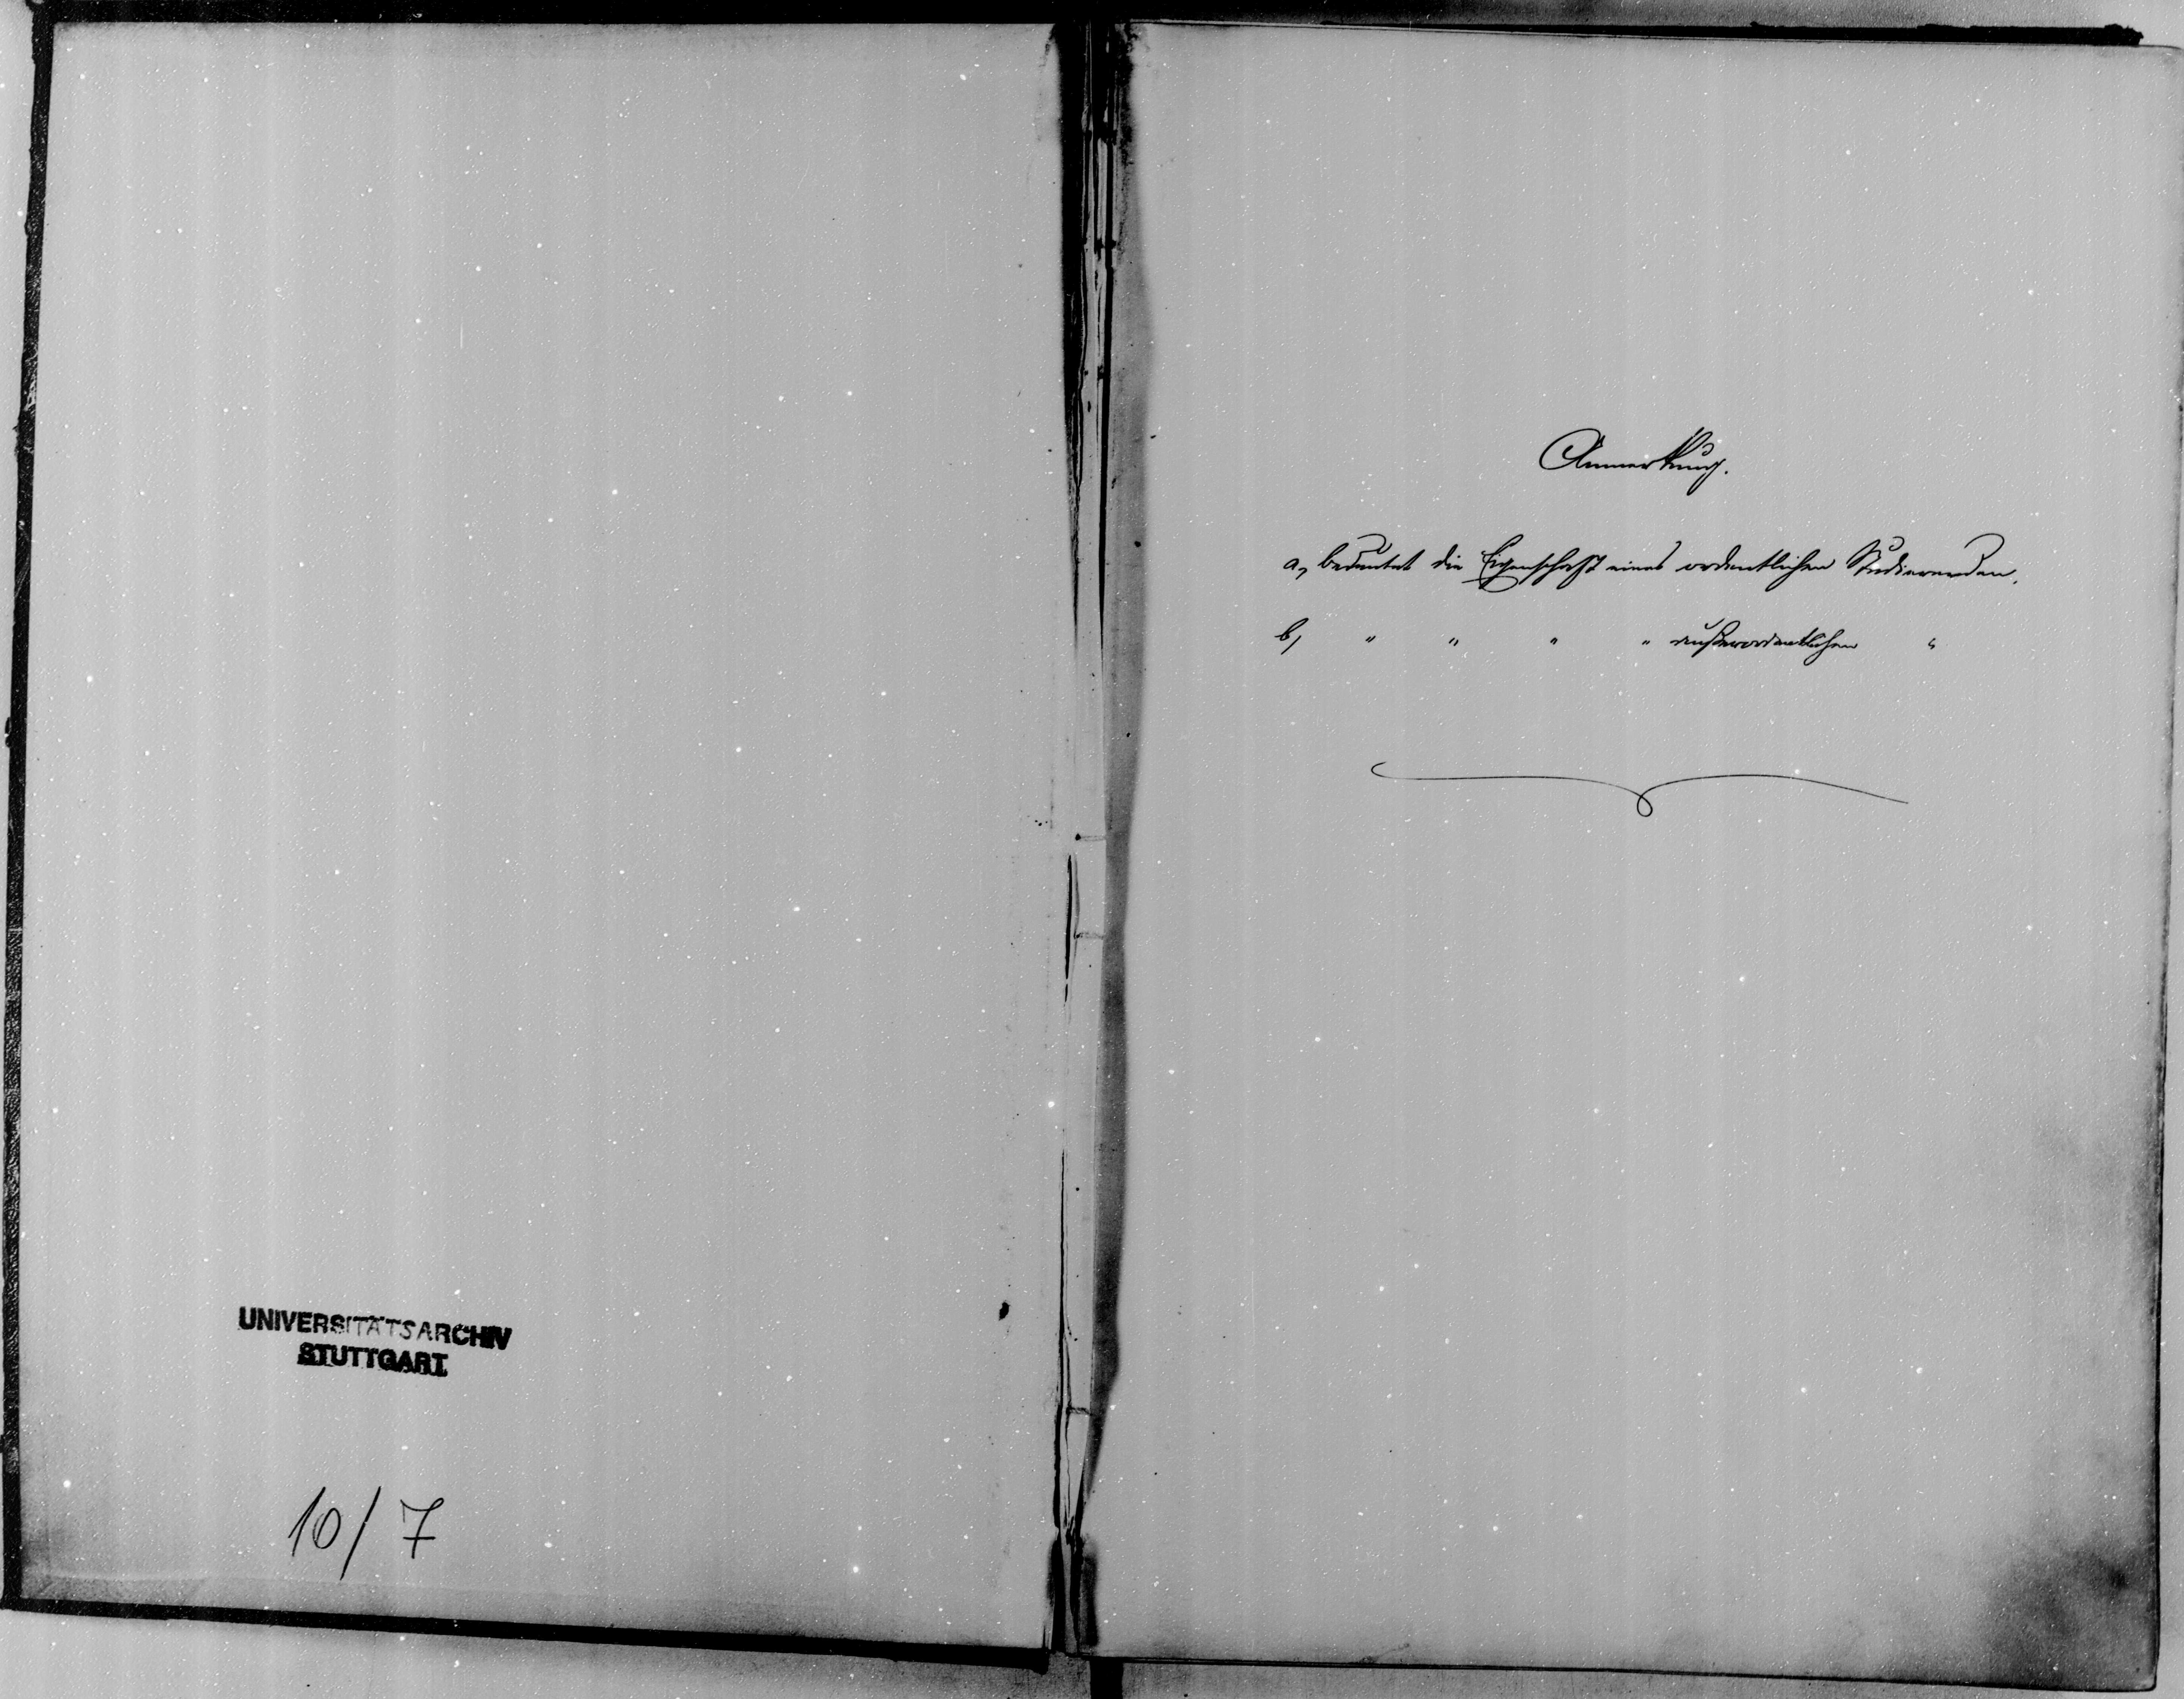 UNIVERSITÄTSARCHIV
STUTTGART
10/7
Anmerkung.
a, bedeutet die Eigenschaft eines ordentlichen Studierenden.
b, " " " " außerordentlichen "